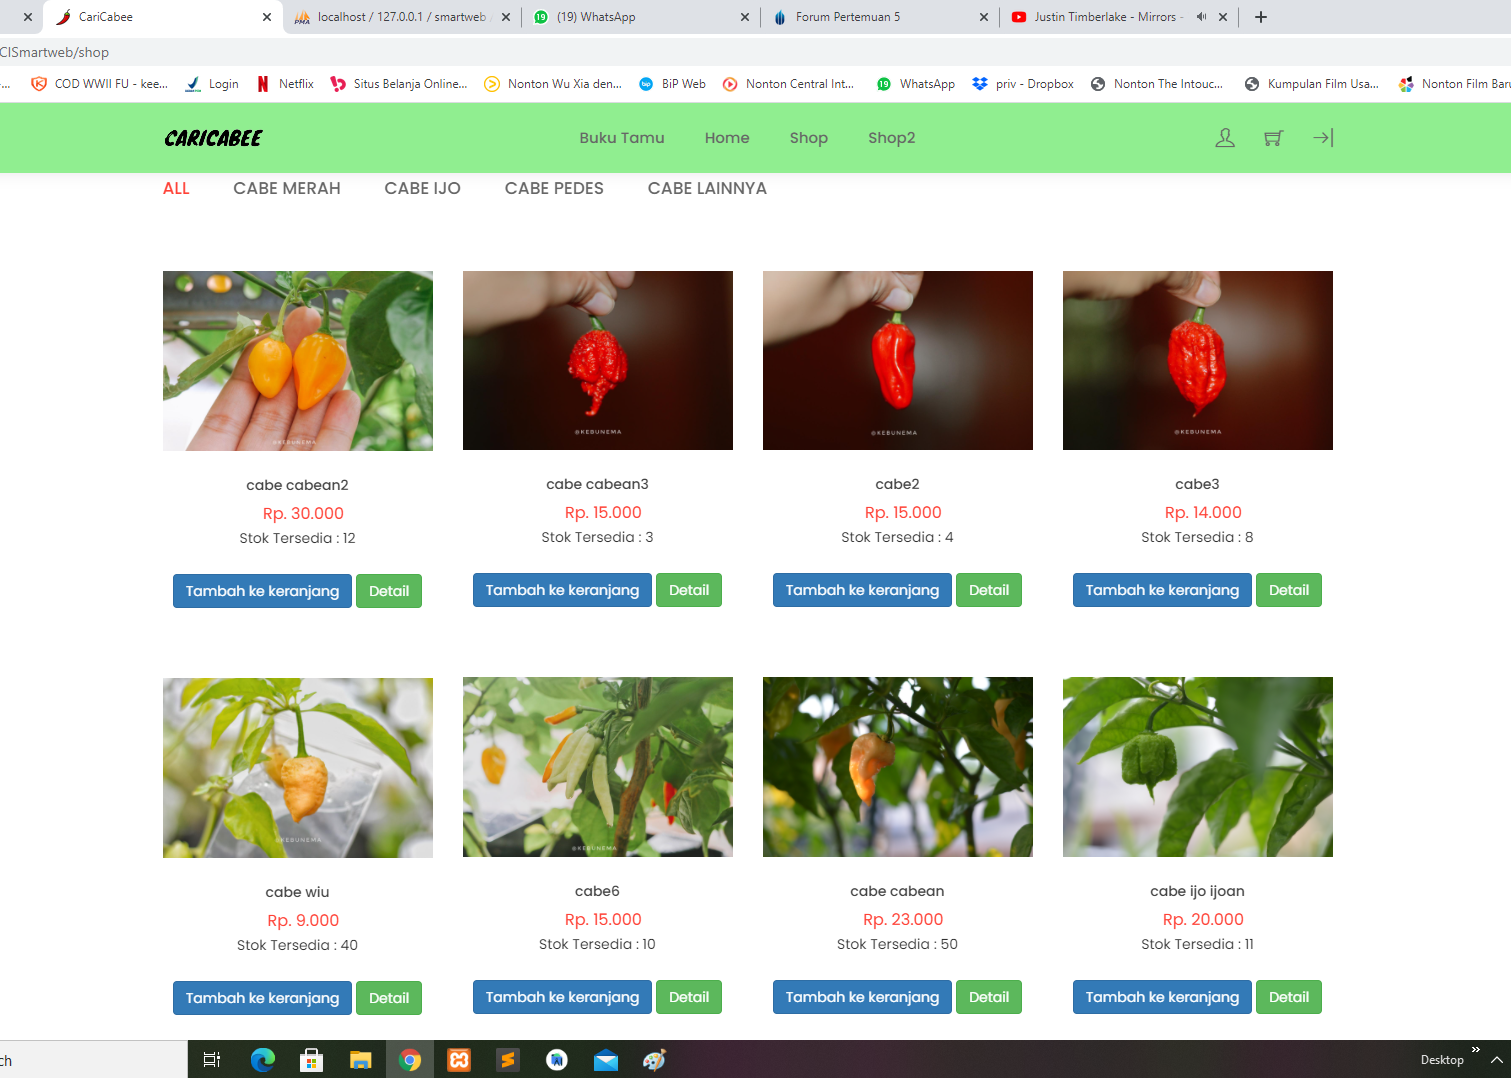 CariCabee
localhost / 127.0.0.1 / smartweb
(19) WhatsApp
Forum Pertemuan 5
Justin Timberlake - Mirrors -
CISmartweb/shop
COD WWII FU - kee...
Login
Netflix
Situs Belanja Online...
Nonton Wu Xia den...
BiP Web
Nonton Central Int...
WhatsApp
priv - Dropbox
Nonton The Intouc...
Kumpulan Film Usa...
Nonton Film Baru
CARICABEE
Buku Tamu
Home
Shop
Shop2
ALL
CABE MERAH
CABE IJO
CABE PEDES
CABE LAINNYA
@KEBUNEMA
@KEBUNEMA
@KEBUNEMA
@KEBUNEMA
cabe cabean2
Rp. 30.000
Stok Tersedia : 12
Tambah ke keranjang
Detail
cabe cabean3
Rp. 15.000
Stok Tersedia : 3
Tambah ke keranjang
Detail
cabe2
Rp. 15.000
Stok Tersedia : 4
Tambah ke keranjang
Detail
cabe3
Rp. 14.000
Stok Tersedia : 8
Tambah ke keranjang
Detail
@KEBUNEMA
@KEBUNEMA
cabe wiu
Rp. 9.000
Stok Tersedia : 40
Tambah ke keranjang
Detail
cabe6
Rp. 15.000
Stok Tersedia : 10
Tambah ke keranjang
Detail
cabe cabean
Rp. 23.000
Stok Tersedia : 50
Tambah ke keranjang
Detail
cabe ijo ijoan
Rp. 20.000
Stok Tersedia : 11
Tambah ke keranjang
Detail
ch
Desktop